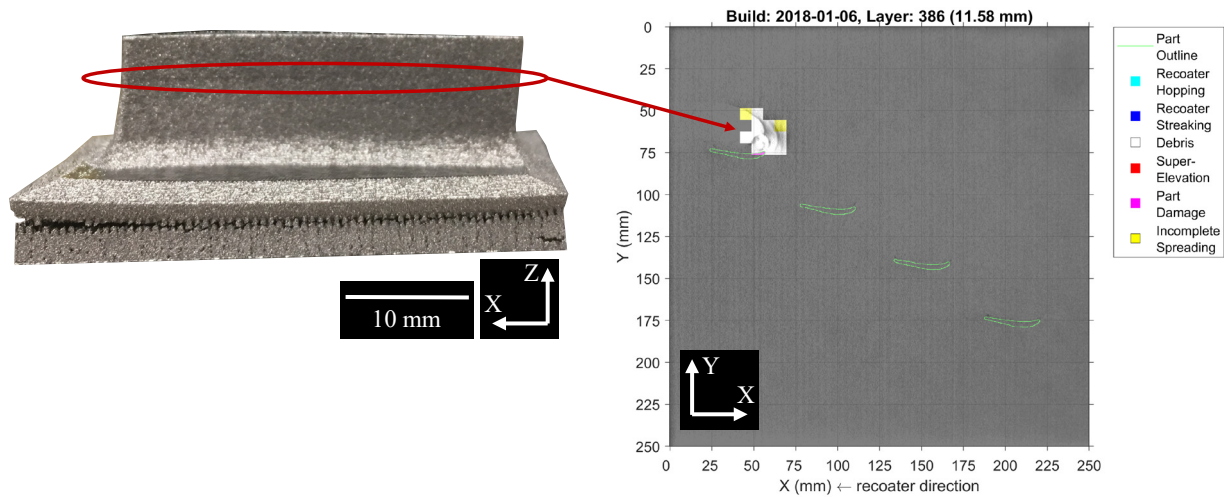 Z
X
10 mm
Build: 2018-01-06, Layer: 386 (11.58 mm)
0
25
50
75
100
125
150
175
200
225
250
Y (mm)
Y
X
0 25 50 75 100 125 150 175 200 225 250
X (mm) ← recoater direction
Part
Outline
Recoater
Hopping
Recoater
Streaking
Debris
Super-
Elevation
Part
Damage
Incomplete
Spreading